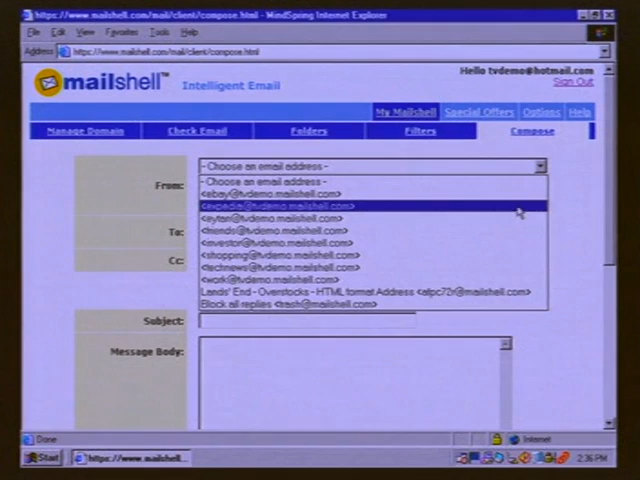 https://www.mailshell.com/mail/client/compose.html - MindSpring Internet Explorer
File Edit View Favorites Tools Help
Address https://www.mailshell.com/mail/client/compose.html
mailshell™ Intelligent Email
Hello tvdemo@hotmail.com
Sign Out
My Mailshell Special Offers Options Help
Manage Domain Check Email Folders Filters Compose
From: - Choose an email address -
- Choose an email address -
<ebay@tvdemo.mailshell.com>
<expedia@tvdemo.mailshell.com>
<eytan@tvdemo.mailshell.com>
<friends@tvdemo.mailshell.com>
To:
<investor@tvdemo.mailshell.com>
<shopping@tvdemo.mailshell.com>
Cc:
<technews@tvdemo.mailshell.com>
<work@tvdemo.mailshell.com>
Lands' End - Overstocks - HTML format Address <atpc72r@mailshell.com>
Block all replies <trash@mailshell.com>
Subject:
Message Body:
Done Internet
Start https://www.mailshell... 2:36 PM